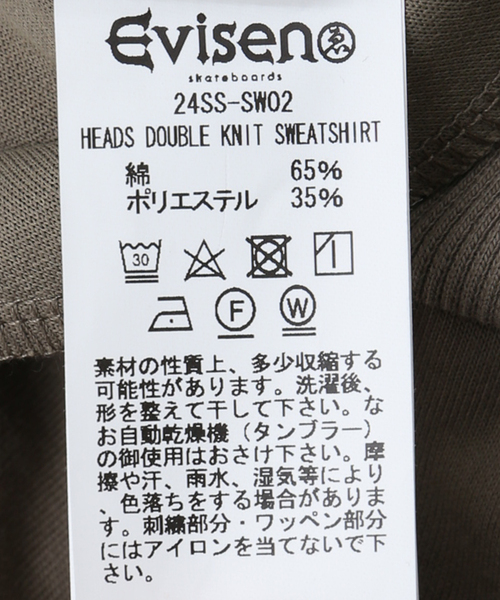 Evisen ゑ
skateboards
24SS-SW02
HEADS DOUBLE KNIT SWEATSHIRT
綿 65%
ポリエステル 35%
30
F W
素材の性質上、多少収縮する
可能性があります。洗濯後、
形を整えて干して下さい。な
お自動乾燥機（タンブラー）
の御使用はおさけ下さい。摩
擦や汗、雨水、湿気等により
、色落ちをする場合がありま
す。刺繍部分・ワッペン部分
にはアイロンを当てないで下
さい。